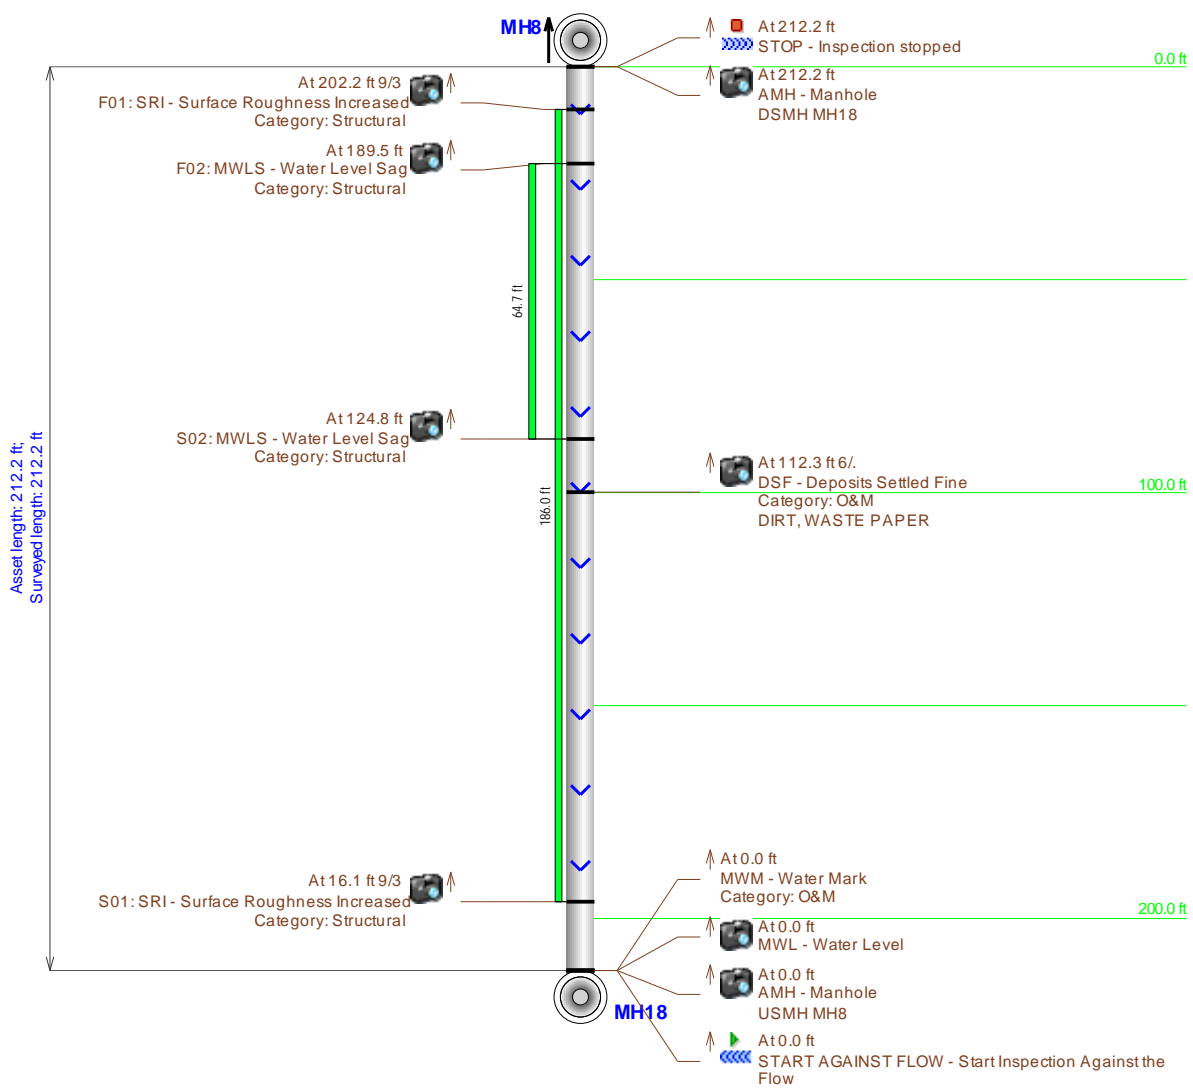 MH8
At 212.2 ft
STOP - Inspection stopped
0.0 ft
At 212.2 ft
AMH - Manhole
DSMH MH18
At 202.2 ft 9/3
F01: SRI - Surface Roughness Increased
Category: Structural
At 189.5 ft
F02: MWLS - Water Level Sag
Category: Structural
64.7 ft
At 124.8 ft
S02: MWLS - Water Level Sag
Category: Structural
186.0 ft
Asset length: 212.2 ft;
Surveyed length: 212.2 ft
At 112.3 ft 6/.
DSF - Deposits Settled Fine
Category: O&M
DIRT, WASTE PAPER
100.0 ft
At 16.1 ft 9/3
S01: SRI - Surface Roughness Increased
Category: Structural
At 0.0 ft
MWM - Water Mark
Category: O&M
200.0 ft
At 0.0 ft
MWL - Water Level
At 0.0 ft
AMH - Manhole
USMH MH8
MH18
At 0.0 ft
START AGAINST FLOW - Start Inspection Against the
Flow